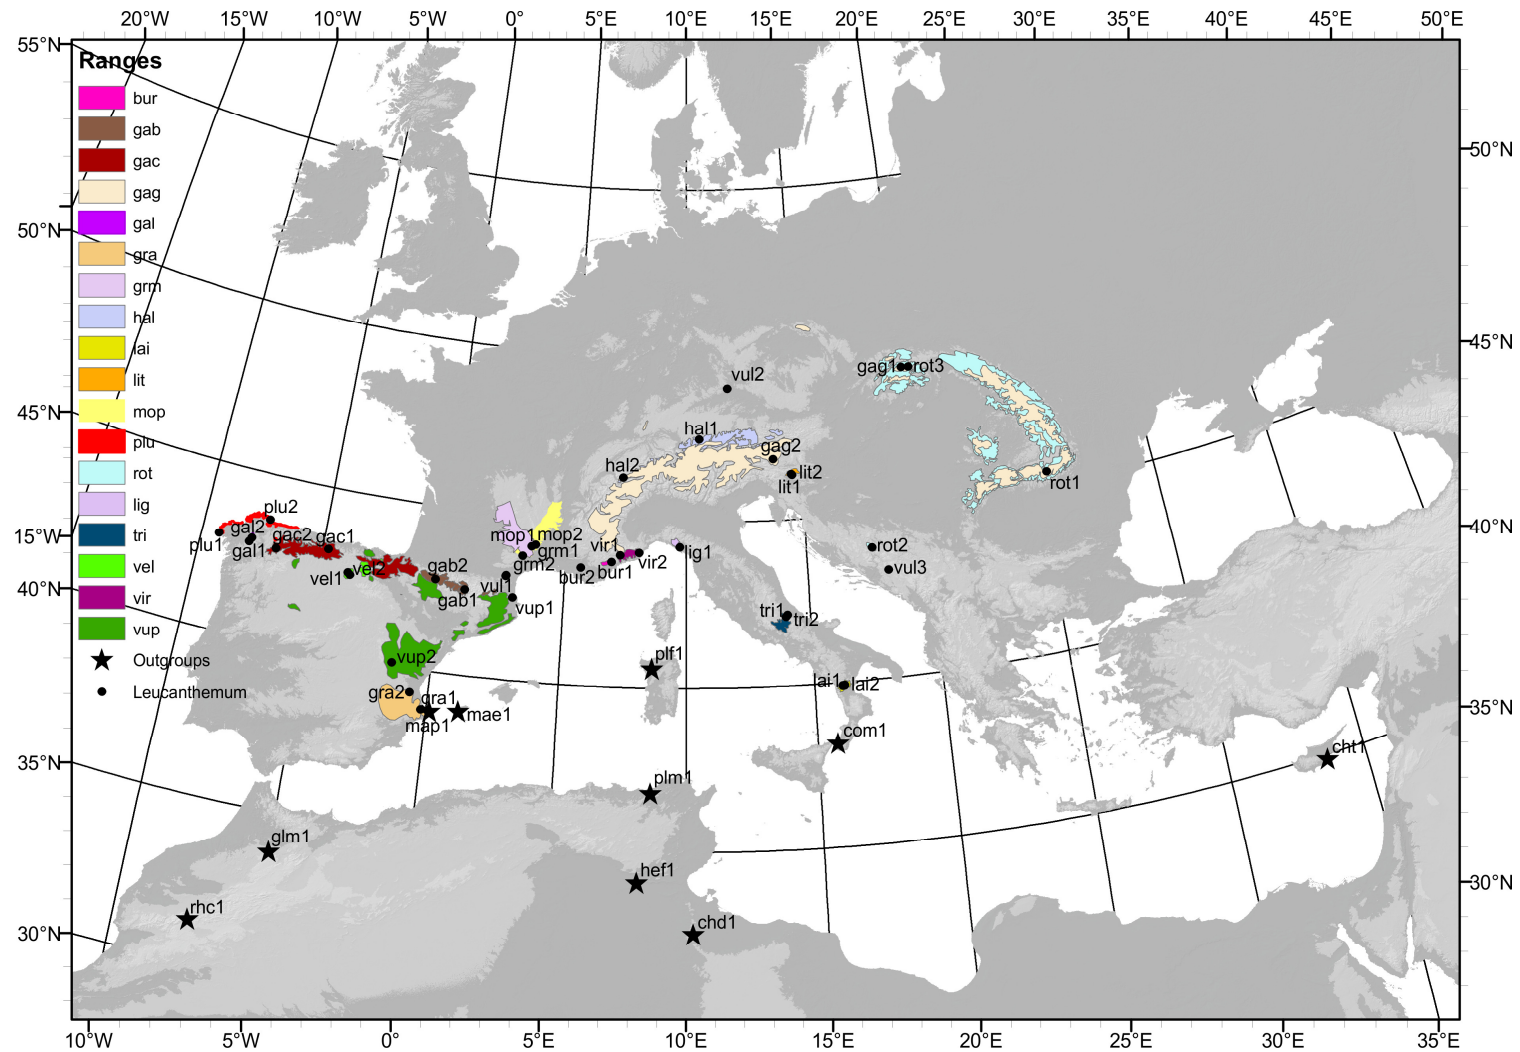 20°W 15°W 10°W 5°W 0° 5°E 10°E 15°E 20°E 25°E 30°E 35°E 40°E 45°E 50°E
55°N
Ranges
bur
gab
gac
gag
gal
gra
grm
hal
lai
lit
mop
plu
rot
lig
tri
vel
vir
vup
Outgroups
Leucanthemum
50°N
45°N
15°W
40°N
35°N
30°N
50°N
45°N
40°N
35°N
30°N
gag1 rot3
vul2
hal1
gag2
hal2
lit2
lit1
rot1
plu2
plu1
gal2
gal1
gac2
gac1
mop1
mop2
grm1
grm2
vir1
vir2
bur2
bur1
lig1
rot2
vul3
vel1
vel2
gab2
gab1
vul1
vup1
tri1
tri2
vup2
plf1
gra2
gra1
map1
mae1
lai1
lai2
com1
cht1
plm1
glm1
hef1
rhc1
chd1
10°W 5°W 0° 5°E 10°E 15°E 20°E 25°E 30°E 35°E